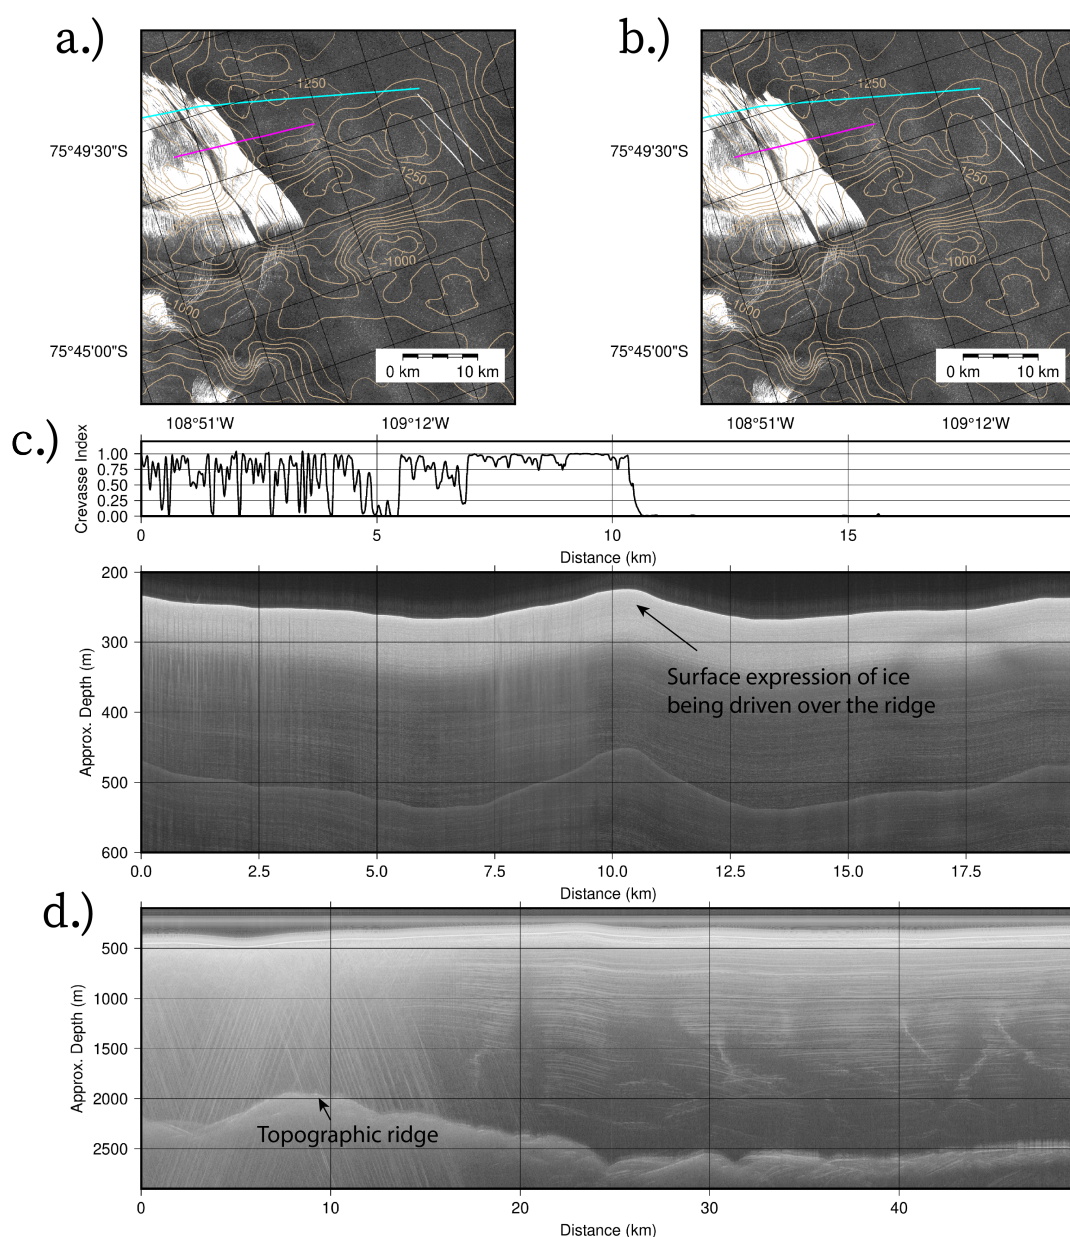 a.)
b.)
-1250
-1250
-1000
-1000
75°49'30"S
75°45'00"S
0 km 10 km
108°51'W 109°12'W
-1250
-1250
-1000
-1000
75°49'30"S
75°45'00"S
0 km 10 km
108°51'W 109°12'W
c.)
Crevasse Index
1.00
0.75
0.50
0.25
0.00
0 5 10 15
Distance (km)
Approx. Depth (m)
200
300
400
500
600
Surface expression of ice
being driven over the ridge
0.0 2.5 5.0 7.5 10.0 12.5 15.0 17.5
Distance (km)
d.)
Approx. Depth (m)
500
1000
1500
2000
2500
Topographic ridge
0 10 20 30 40
Distance (km)